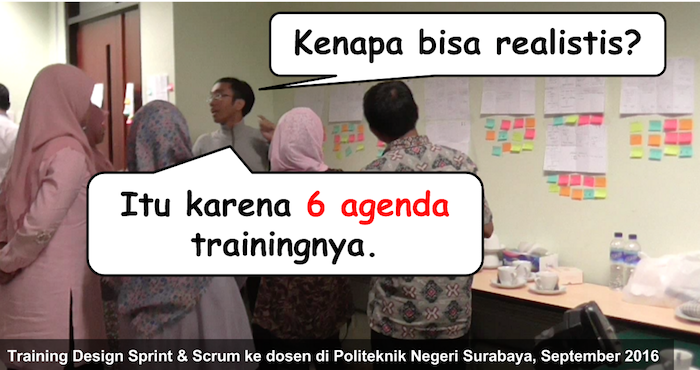 Kenapa bisa realistis?
Itu karena 6 agenda
trainingnya.
Training Design Sprint & Scrum ke dosen di Politeknik Negeri Surabaya, September 2016